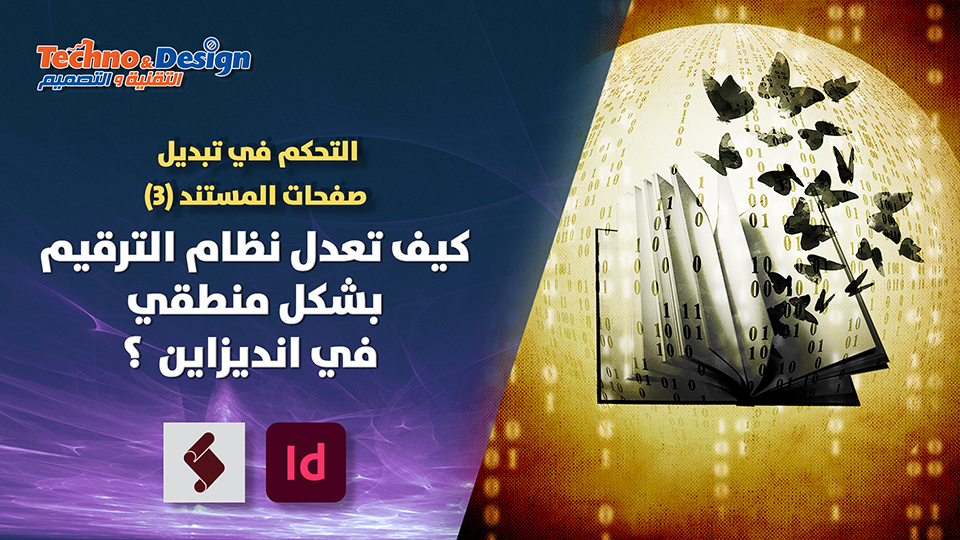 Techno&Design
التقنية و التصميم
التحكم في تبديل
صفحات المستند (3)
كيف تعدل نظام الترقيم
بشكل منطقي
في انديزاين ؟
Id